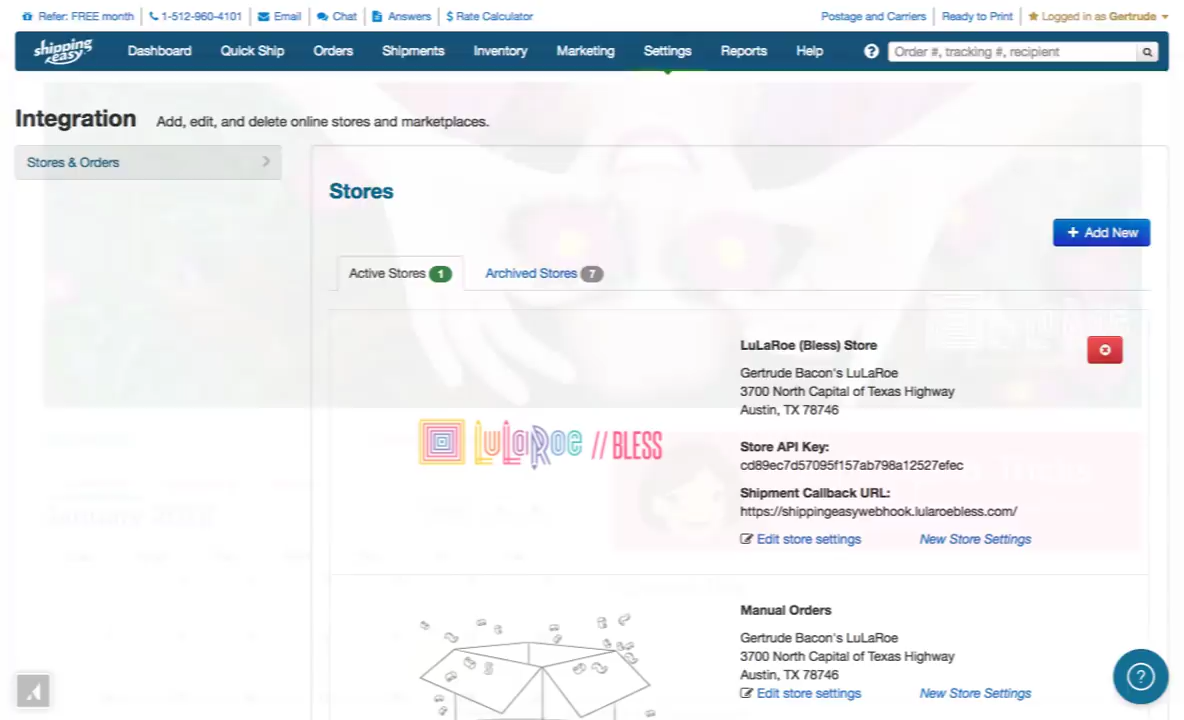 Refer: FREE month
1-512-960-4101
Email
Chat
Answers
$ Rate Calculator
Postage and Carriers
Ready to Print
Logged in as Gertrude
shipping easy
Dashboard
Quick Ship
Orders
Shipments
Inventory
Marketing
Settings
Reports
Help
Order #, tracking #, recipient
Integration
Add, edit, and delete online stores and marketplaces.
Stores & Orders
Stores
+ Add New
Active Stores 1
Archived Stores 7
LuLaRoe // BLESS
LuLaRoe (Bless) Store
Gertrude Bacon's LuLaRoe
3700 North Capital of Texas Highway
Austin, TX 78746
Store API Key:
cd89ec7d57095f157ab798a12527efec
Shipment Callback URL:
https://shippingeasywebhook.lularoebless.com/
Edit store settings
New Store Settings
Manual Orders
Gertrude Bacon's LuLaRoe
3700 North Capital of Texas Highway
Austin, TX 78746
Edit store settings
New Store Settings